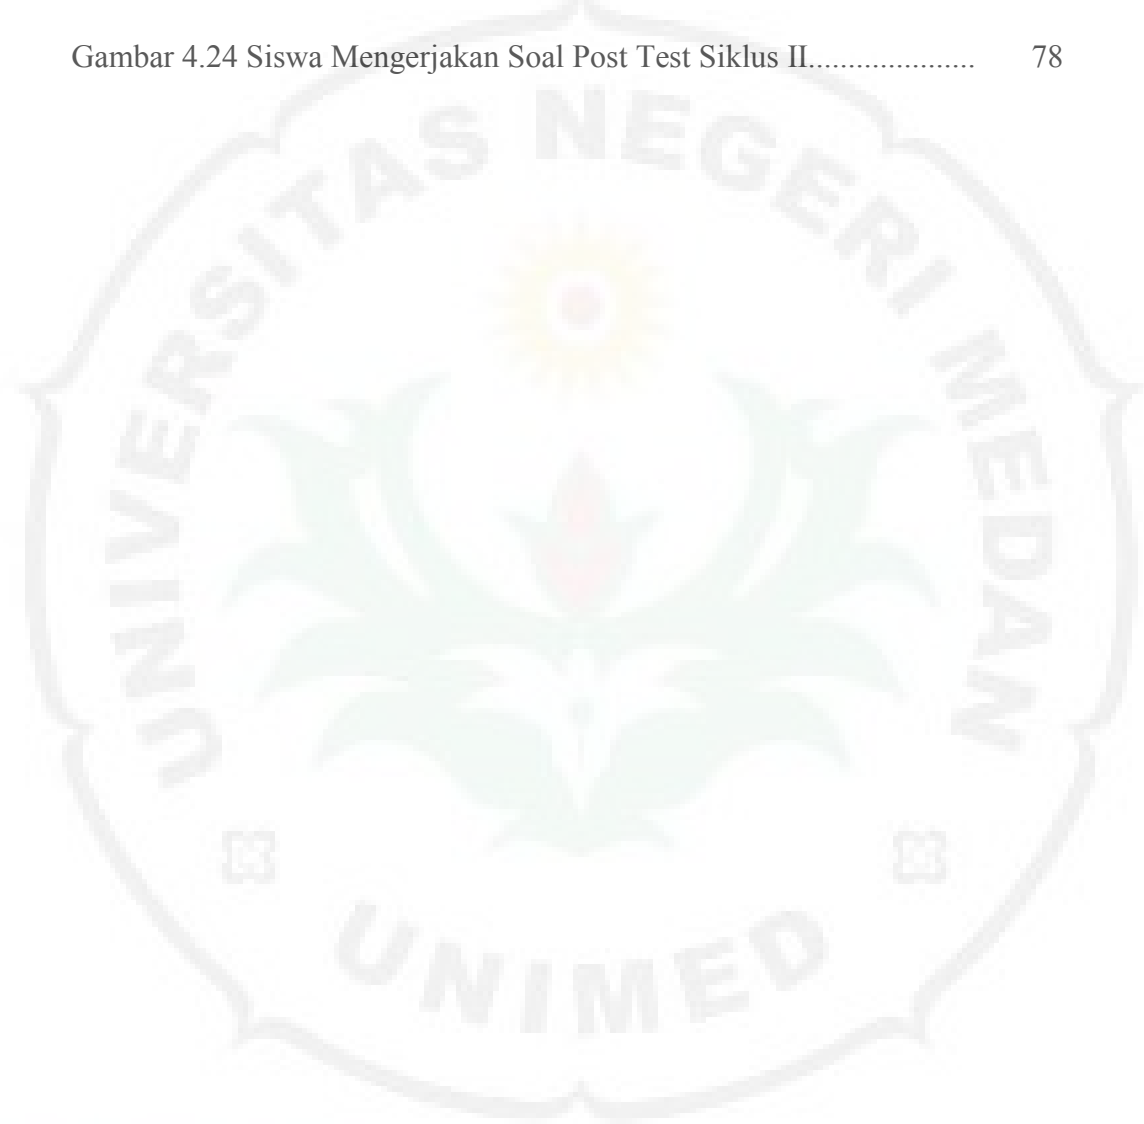 Gambar 4.24 Siswa Mengerjakan Soal Post Test Siklus II..................... 78
UNIVERSITAS NEGERI MEDAN
UNIMED